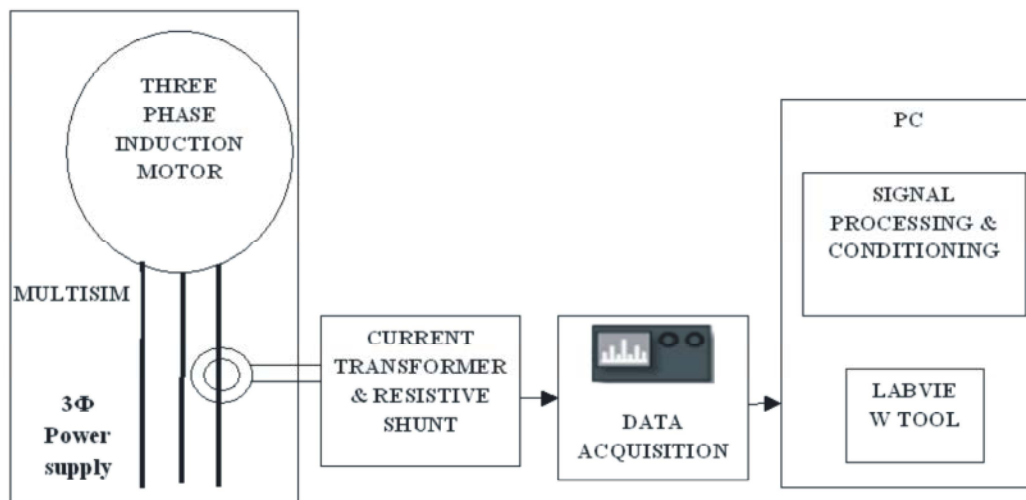 THREE
PHASE
INDUCTION
MOTOR
MULTISIM
3Φ
Power
supply
CURRENT
TRANSFORMER
& RESISTIVE
SHUNT
DATA
ACQUISITION
PC
SIGNAL
PROCESSING &
CONDITIONING
LABVIE
W TOOL